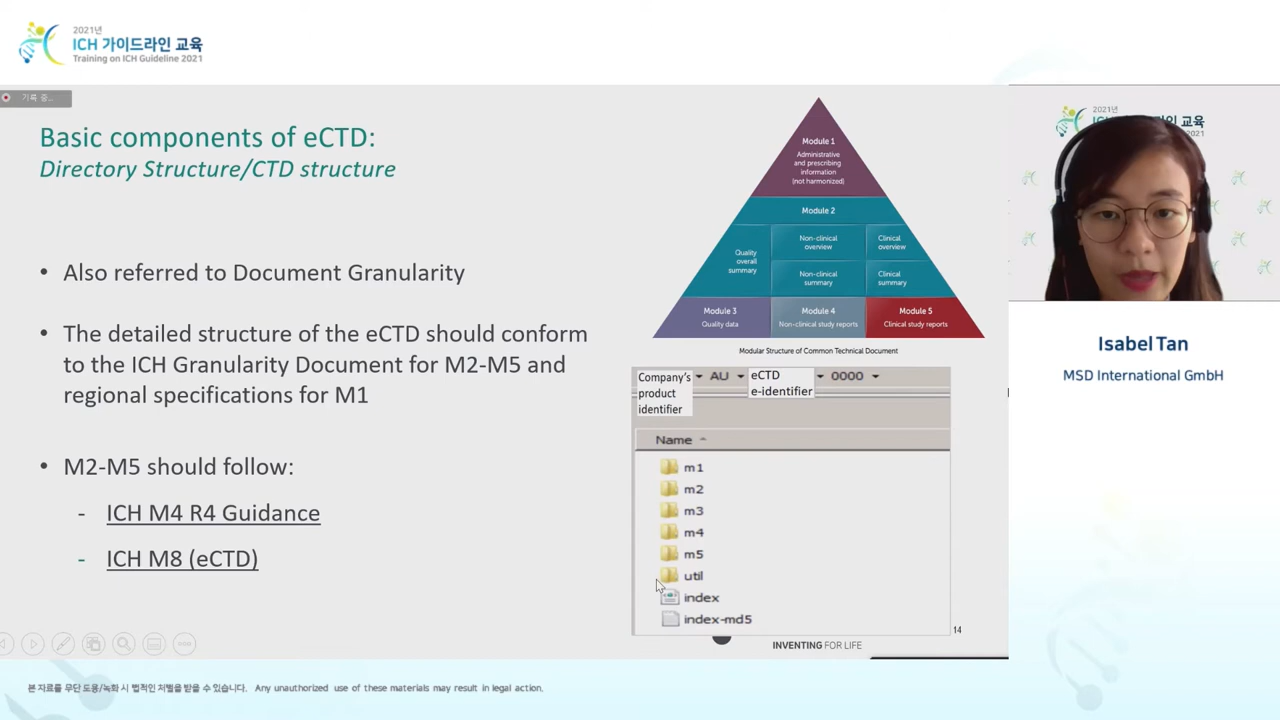 2021년
ICH 가이드라인 교육
Training on ICH Guideline 2021
기록 중...
Basic components of eCTD:
Directory Structure/CTD structure
• Also referred to Document Granularity
• The detailed structure of the eCTD should conform
to the ICH Granularity Document for M2-M5 and
regional specifications for M1
• M2-M5 should follow:
- ICH M4 R4 Guidance
- ICH M8 (eCTD)
Module 1
Administrative
and prescribing
information
(not harmonized)
Module 2
Quality
overall
summary
Non-clinical
overview
Clinical
overview
Non-clinical
summary
Clinical
summary
Module 3
Quality data
Module 4
Non-clinical study reports
Module 5
Clinical study reports
Modular Structure of Common Technical Document
Company's
product
identifier
AU
eCTD
e-identifier
0000
Name
m1
m2
m3
m4
m5
util
index
index-md5
14
INVENTING FOR LIFE
2021년
교육
Isabel Tan
MSD International GmbH
본 자료를 무단 도용/녹화 시 법적인 처벌을 받을 수 있습니다. Any unauthorized use of these materials may result in legal action.